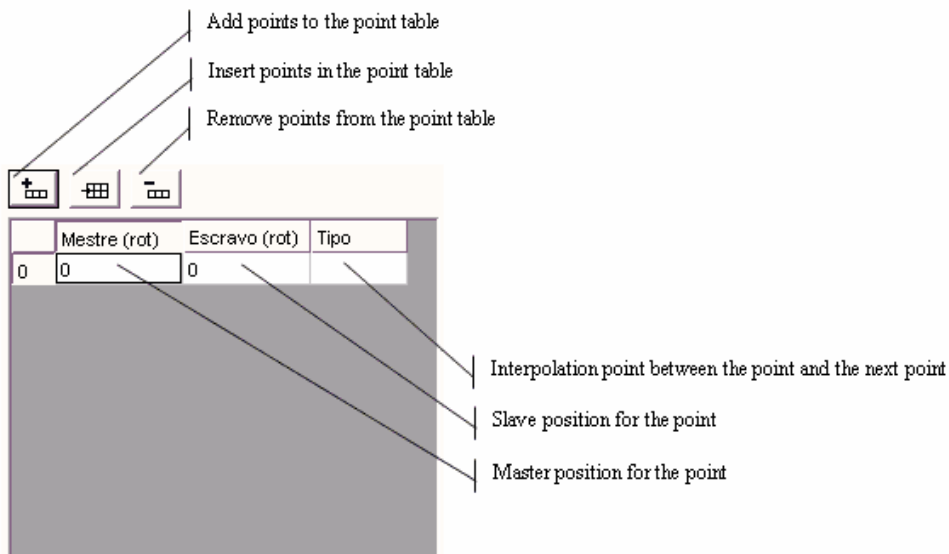 Add points to the point table
Insert points in the point table
Remove points from the point table
Mestre (rot) Escravo (rot) Tipo
0 0 0
Interpolation point between the point and the next point
Slave position for the point
Master position for the point